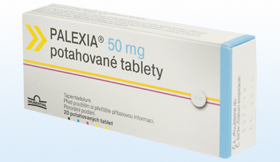 PALEXIA® 50 mg
potahované tablety
Tapentadolum
Před použitím si přečtěte příbalovou informaci
Perorální podání
20 potahovaných tablet